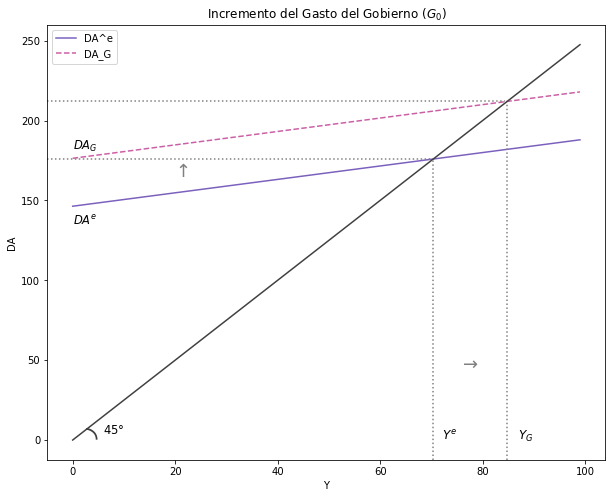 Incremento del Gasto del Gobierno (G₀)
DA^e
DA_G
250
200
150
100
50
0
DA
DA_G
↑
DA^e
→
45°
Y^e
Y_G
0
20
40
60
80
100
Y